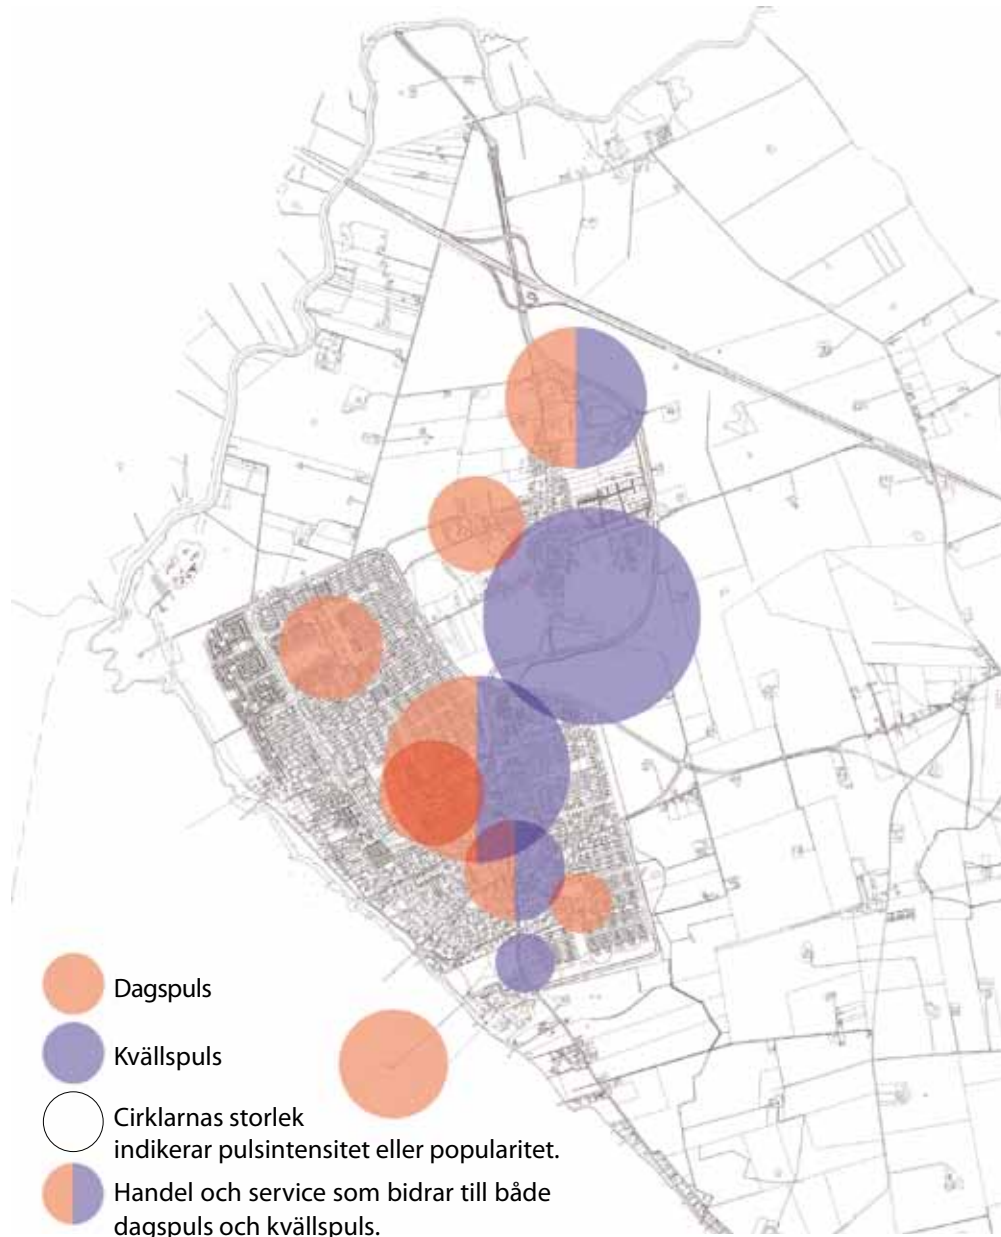 Dagspuls
Kvällspuls
Cirklarnas storlek
indikerar pulsintensitet eller popularitet.
Handel och service som bidrar till både
dagspuls och kvällspuls.